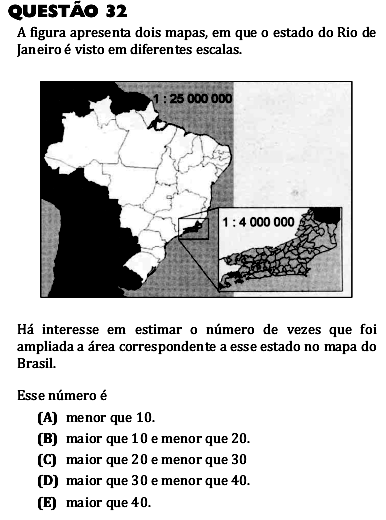 QUESTÃO 32
A figura apresenta dois mapas, em que o estado do Rio de
Janeiro é visto em diferentes escalas.
1 : 25 000 000
1 : 4 000 000
Há interesse em estimar o número de vezes que foi
ampliada a área correspondente a esse estado no mapa do
Brasil.
Esse número é
(A) menor que 10.
(B) maior que 10 e menor que 20.
(C) maior que 20 e menor que 30
(D) maior que 30 e menor que 40.
(E) maior que 40.